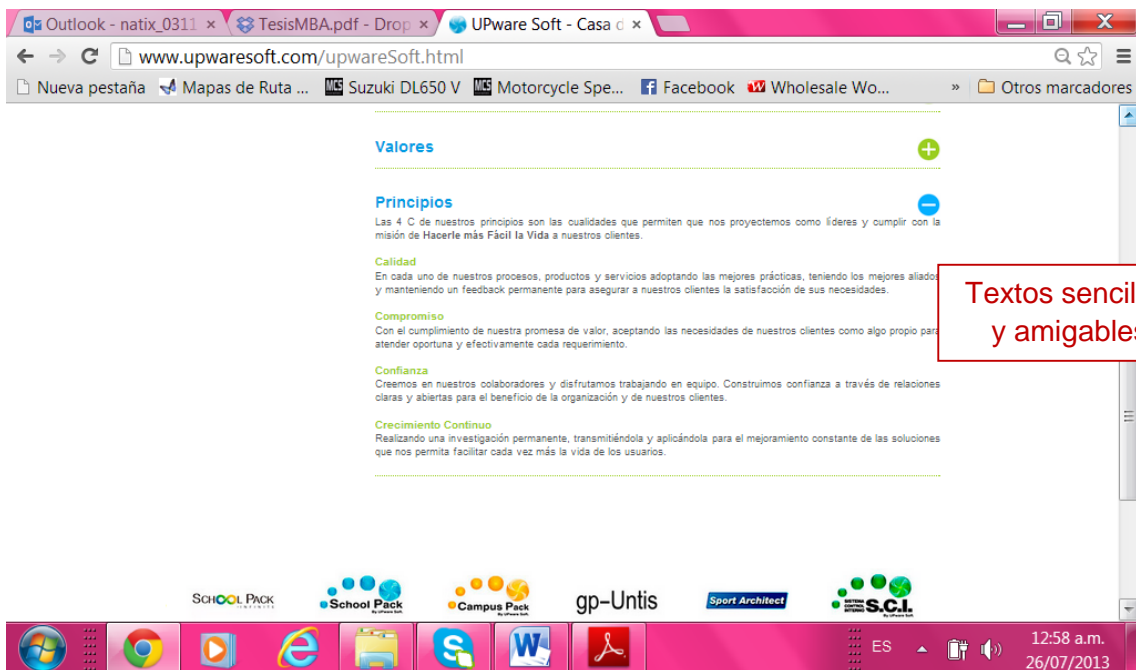 Outlook - natix_0311
TesisMBA.pdf - Drop
UPware Soft - Casa d
www.upwaresoft.com/upwareSoft.html
Nueva pestaña
Mapas de Ruta ...
Suzuki DL650 V
Motorcycle Spe...
Facebook
Wholesale Wo...
»
Otros marcadores
Valores
Principios
Las 4 C de nuestros principios son las cualidades que permiten que nos proyectemos como líderes y cumplir con la
misión de Hacerle más Fácil la Vida a nuestros clientes.
Calidad
En cada uno de nuestros procesos, productos y servicios adoptando las mejores prácticas, teniendo los mejores aliados
y manteniendo un feedback permanente para asegurar a nuestros clientes la satisfacción de sus necesidades.
Textos sencil
y amigables
Compromiso
Con el cumplimiento de nuestra promesa de valor, aceptando las necesidades de nuestros clientes como algo propio para
atender oportuna y efectivamente cada requerimiento.
Confianza
Creemos en nuestros colaboradores y disfrutamos trabajando en equipo. Construimos confianza a través de relaciones
claras y abiertas para el beneficio de la organización y de nuestros clientes.
Crecimiento Continuo
Realizando una investigación permanente, transmitiéndola y aplicándola para el mejoramiento constante de las soluciones
que nos permita facilitar cada vez más la vida de los usuarios.
SCHOOL PACK
School Pack
By UPware Soft.
Campus Pack
By UPware Soft.
gp-Untis
Sport Architect
S.C.I.
ES
12:58 a.m.
26/07/2013